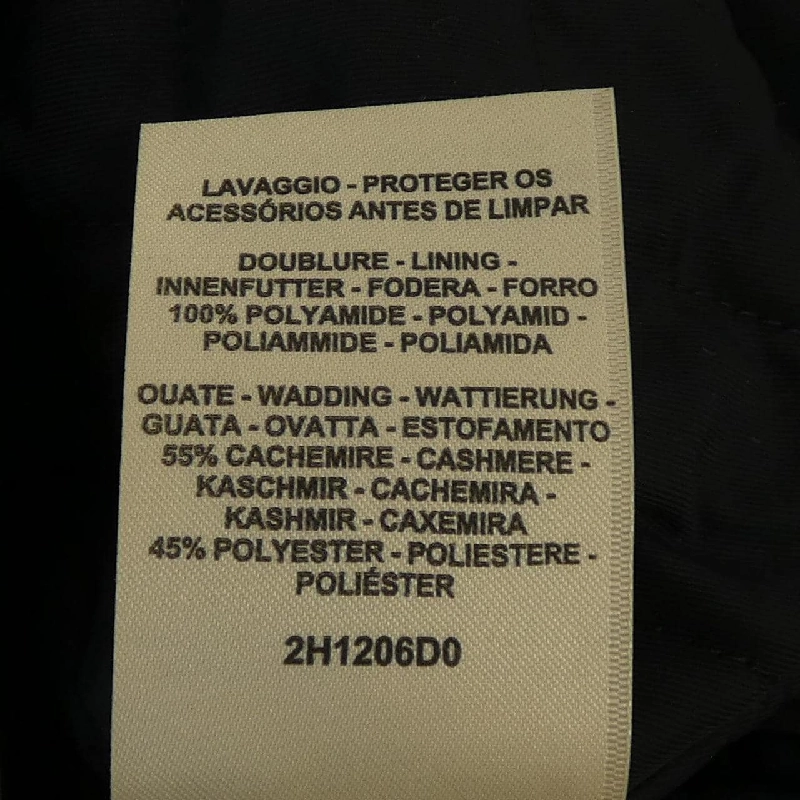 LAVAGGIO - PROTEGER OS
ACESSÓRIOS ANTES DE LIMPAR
DOUBLURE - LINING -
INNENFUTTER - FODERA - FORRO
100% POLYAMIDE - POLYAMID -
POLIAMMIDE - POLIAMIDA
OUATE - WADDING - WATTIERUNG -
GUATA - OVATTA - ESTOFAMENTO
55% CACHEMIRE - CASHMERE -
KASCHMIR - CACHEMIRA -
KASHMIR - CAXEMIRA
45% POLYESTER - POLIESTERE -
POLIÉSTER
2H1206D0